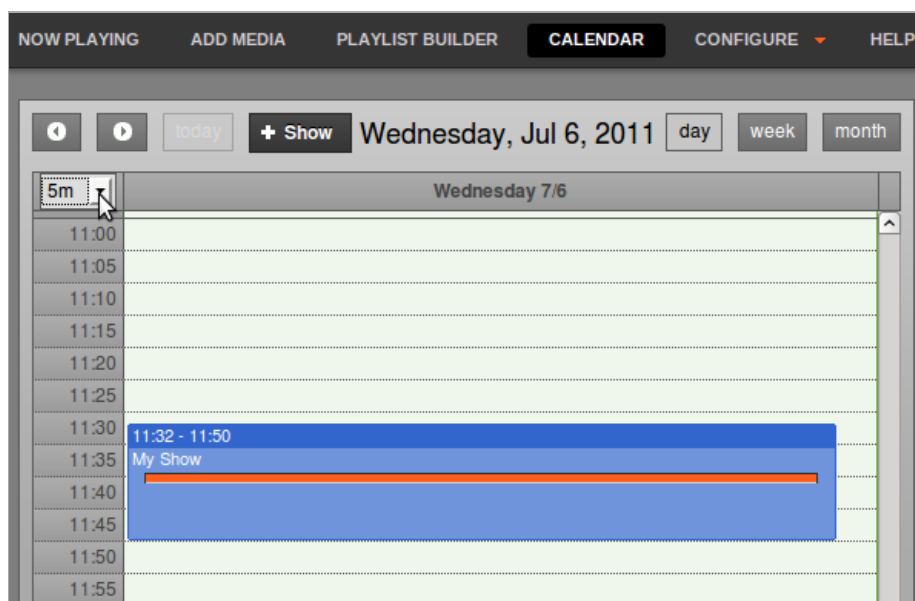 NOW PLAYING ADD MEDIA PLAYLIST BUILDER CALENDAR CONFIGURE HELP
today + Show Wednesday, Jul 6, 2011 day week month
5m Wednesday 7/6
11:00
11:05
11:10
11:15
11:20
11:25
11:30
11:32 - 11:50
11:35 My Show
11:40
11:45
11:50
11:55